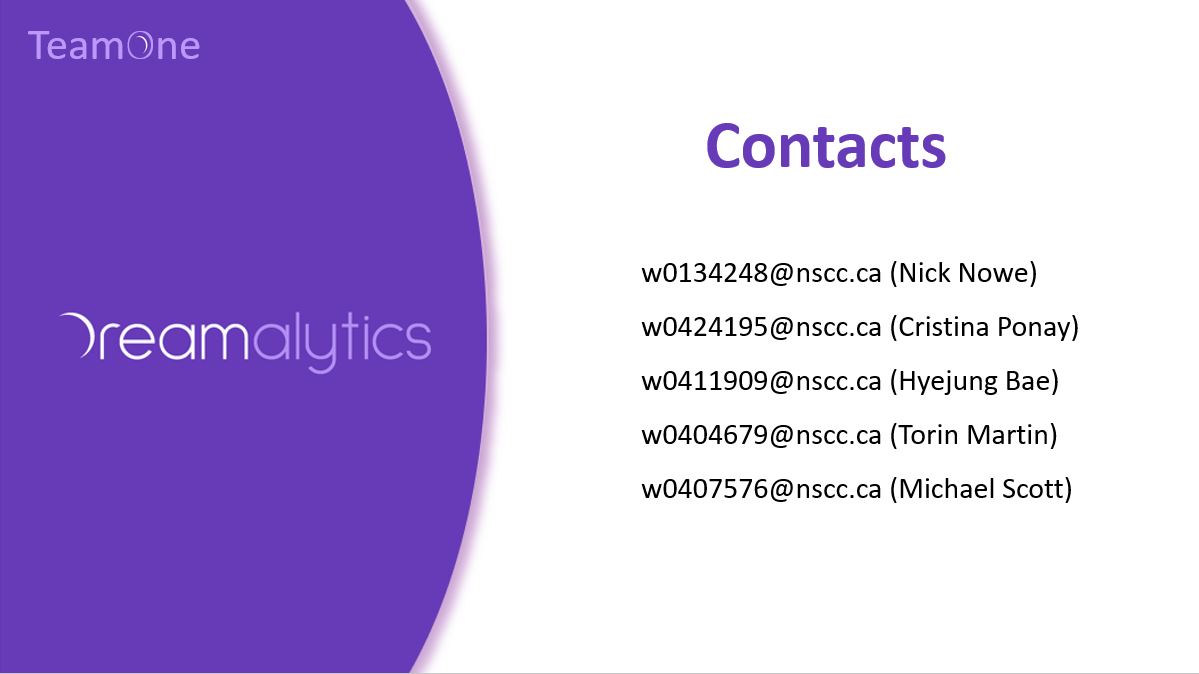 TeamOne
Dreamalytics
Contacts
w0134248@nscc.ca (Nick Nowe)
w0424195@nscc.ca (Cristina Ponay)
w0411909@nscc.ca (Hyejung Bae)
w0404679@nscc.ca (Torin Martin)
w0407576@nscc.ca (Michael Scott)